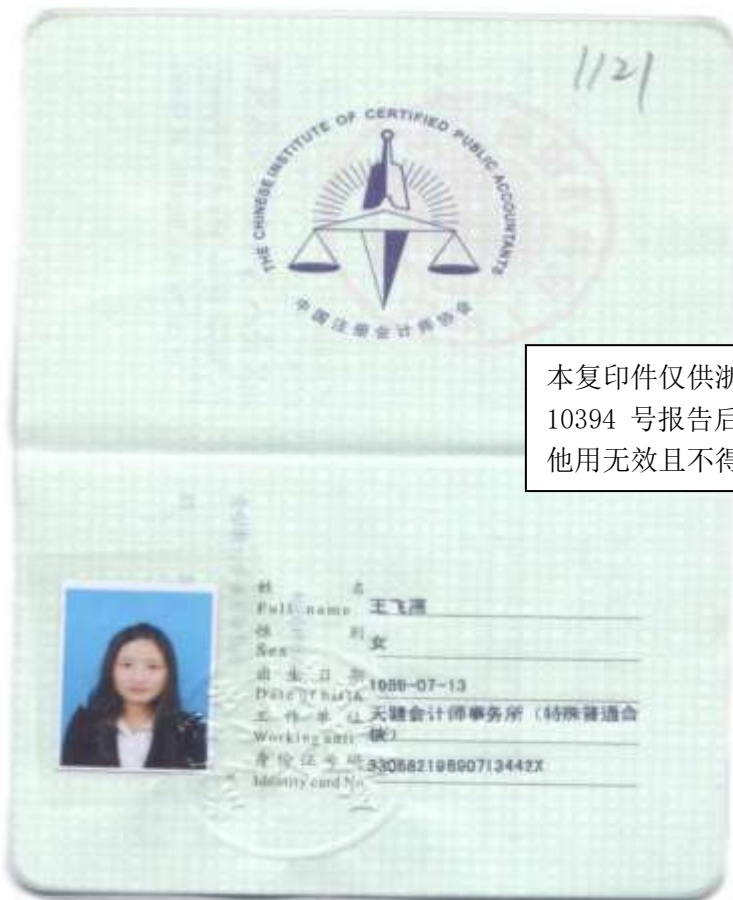 1121
THE CHINESE INSTITUTE OF CERTIFIED PUBLIC ACCOUNTANTS
中国注册会计师协会
本复印件仅供浙
10394 号报告后
他用无效且不得
姓 名
Full name 王飞
性 别
Sex 女
出 生 日 期
Date of birth 1989-07-13
工 作 单 位 天健会计师事务所（特殊普通合
Working unit 伙）
身份证号码
Identity card No. 33068219890713442X